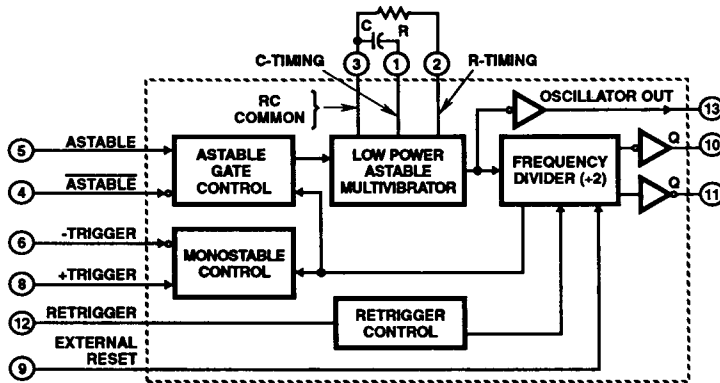 C
R
3
1
2
C-TIMING
R-TIMING
RC
COMMON
OSCILLATOR OUT
13
5
ASTABLE
ASTABLE
GATE
CONTROL
LOW POWER
ASTABLE
MULTIVIBRATOR
FREQUENCY
DIVIDER (÷2)
Q
10
4
ASTABLE
Q
11
6
-TRIGGER
MONOSTABLE
CONTROL
8
+TRIGGER
12
RETRIGGER
RETRIGGER
CONTROL
EXTERNAL
RESET
9